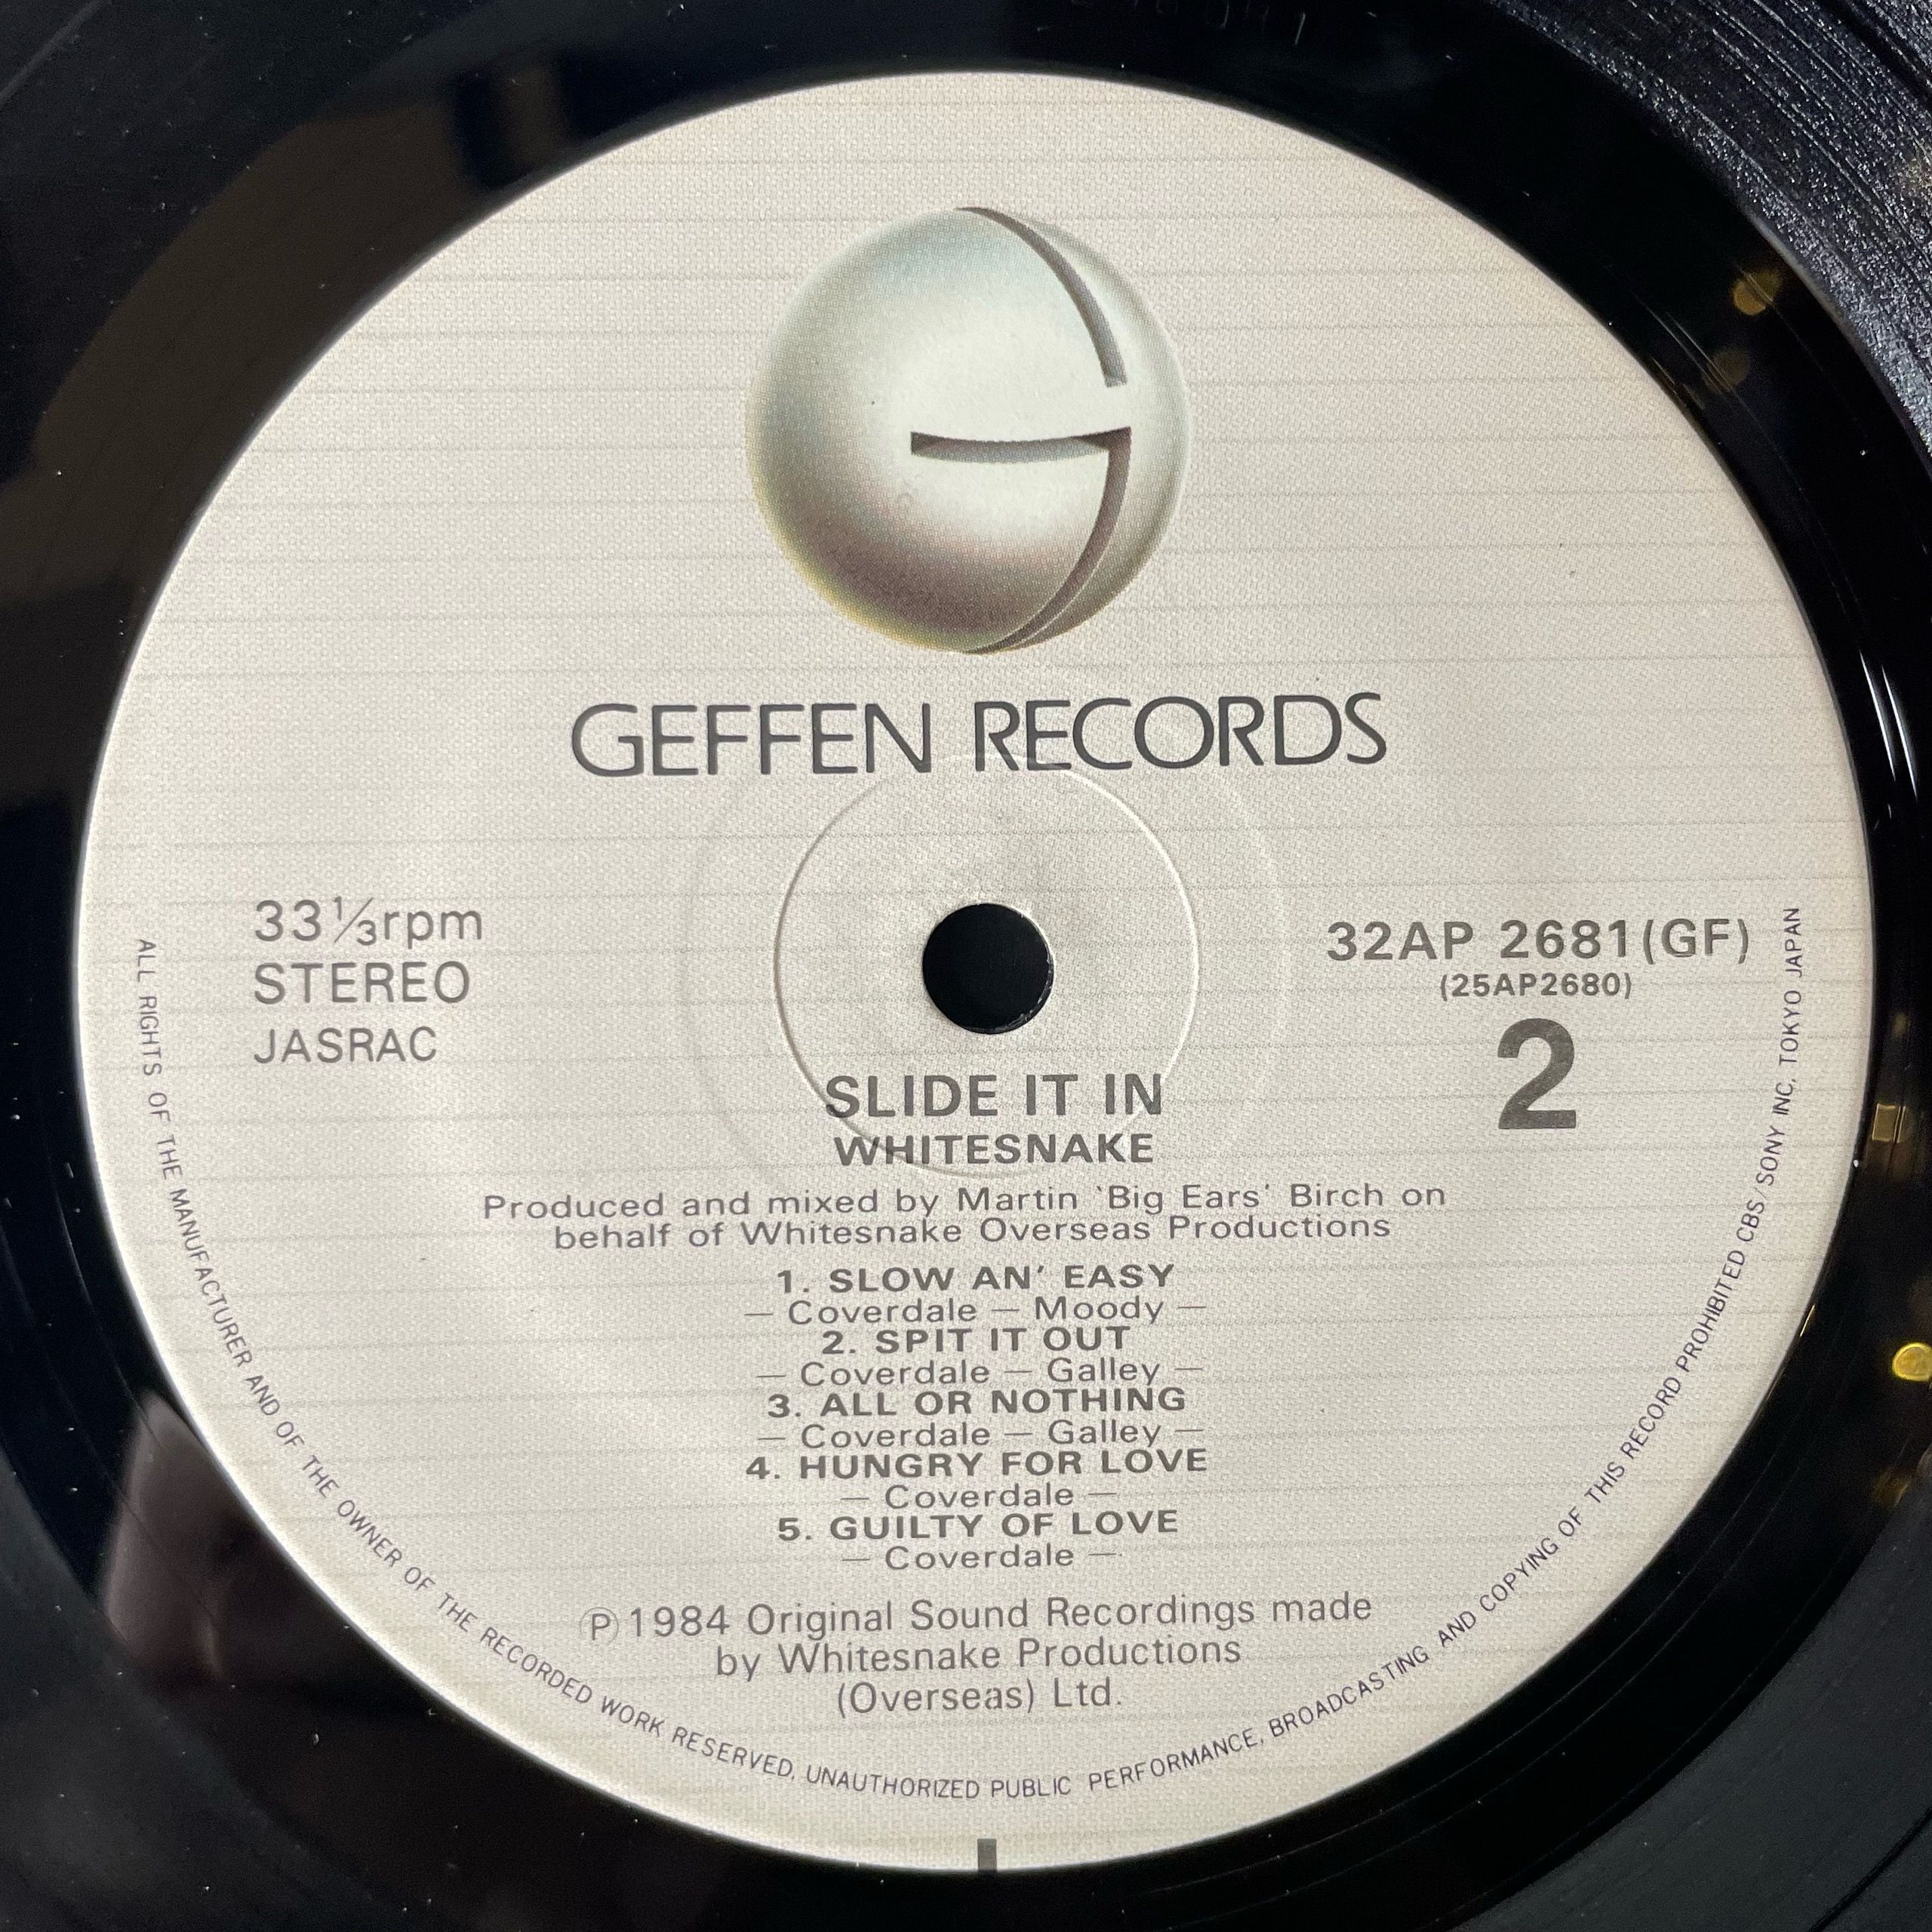 GEFFEN RECORDS
33⅓rpm
STEREO
JASRAC
32AP 2681(GF)
(25AP2680)
2
SLIDE IT IN
WHITESNAKE
Produced and mixed by Martin 'Big Ears' Birch on
behalf of Whitesnake Overseas Productions
1. SLOW AN' EASY
— Coverdale — Moody —
2. SPIT IT OUT
— Coverdale — Galley —
3. ALL OR NOTHING
— Coverdale — Galley —
4. HUNGRY FOR LOVE
— Coverdale —
5. GUILTY OF LOVE
— Coverdale —
Ⓟ1984 Original Sound Recordings made
by Whitesnake Productions
(Overseas) Ltd.
ALL RIGHTS OF THE MANUFACTURER AND OF THE OWNER OF THE RECORDED WORK RESERVED, UNAUTHORIZED PUBLIC PERFORMANCE, BROADCASTING AND COPYING OF THIS RECORD PROHIBITED CBS/SONY INC, TOKYO JAPAN